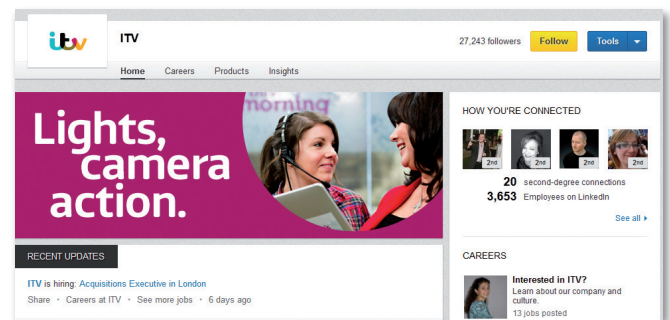 itv
ITV
27,243 followers
Follow
Tools
Home Careers Products Insights
morning
Lights,
camera
action.
HOW YOU'RE CONNECTED
2nd 2nd 2nd 2nd
20 second-degree connections
3,653 Employees on LinkedIn
See all
RECENT UPDATES
ITV is hiring: Acquisitions Executive in London
Share • Careers at ITV • See more jobs • 6 days ago
CAREERS
Interested in ITV?
Learn about our company and
culture.
13 jobs posted